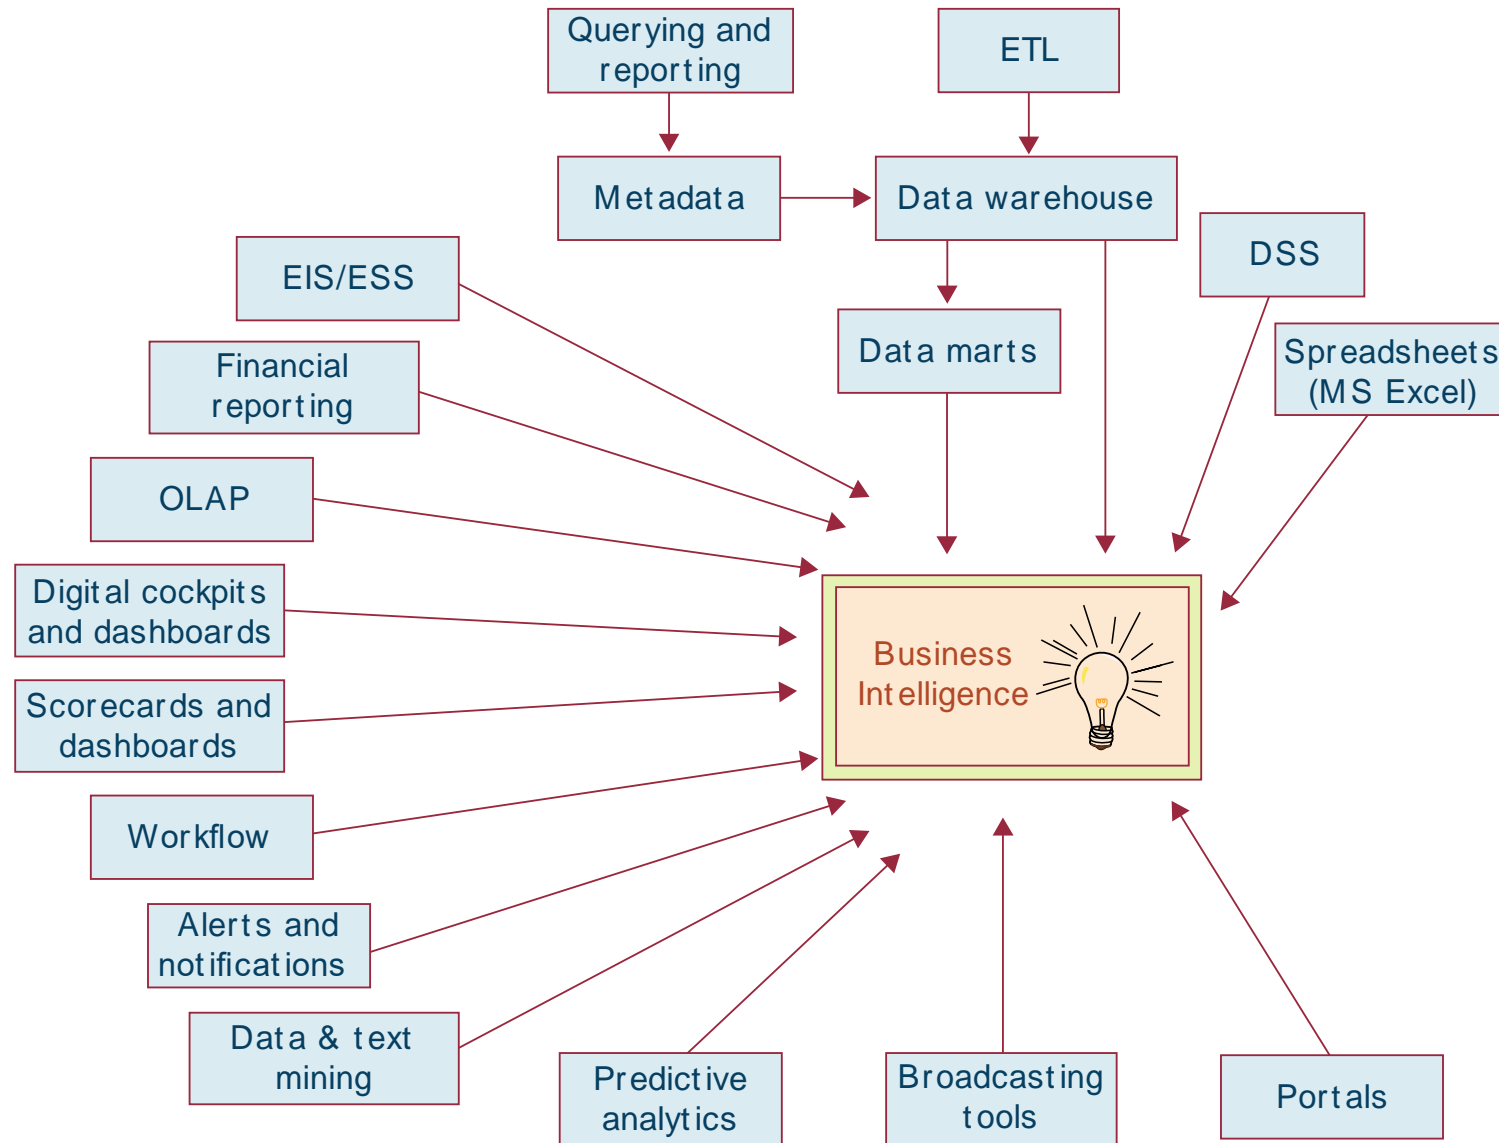 Querying and
reporting
ETL
Metadata
Data warehouse
DSS
EIS/ESS
Data marts
Spreadsheets
(MS Excel)
Financial
reporting
OLAP
Digital cockpits
and dashboards
Business
Intelligence
Scorecards and
dashboards
Workflow
Alerts and
notifications
Data & text
mining
Predictive
analytics
Broadcasting
tools
Portals